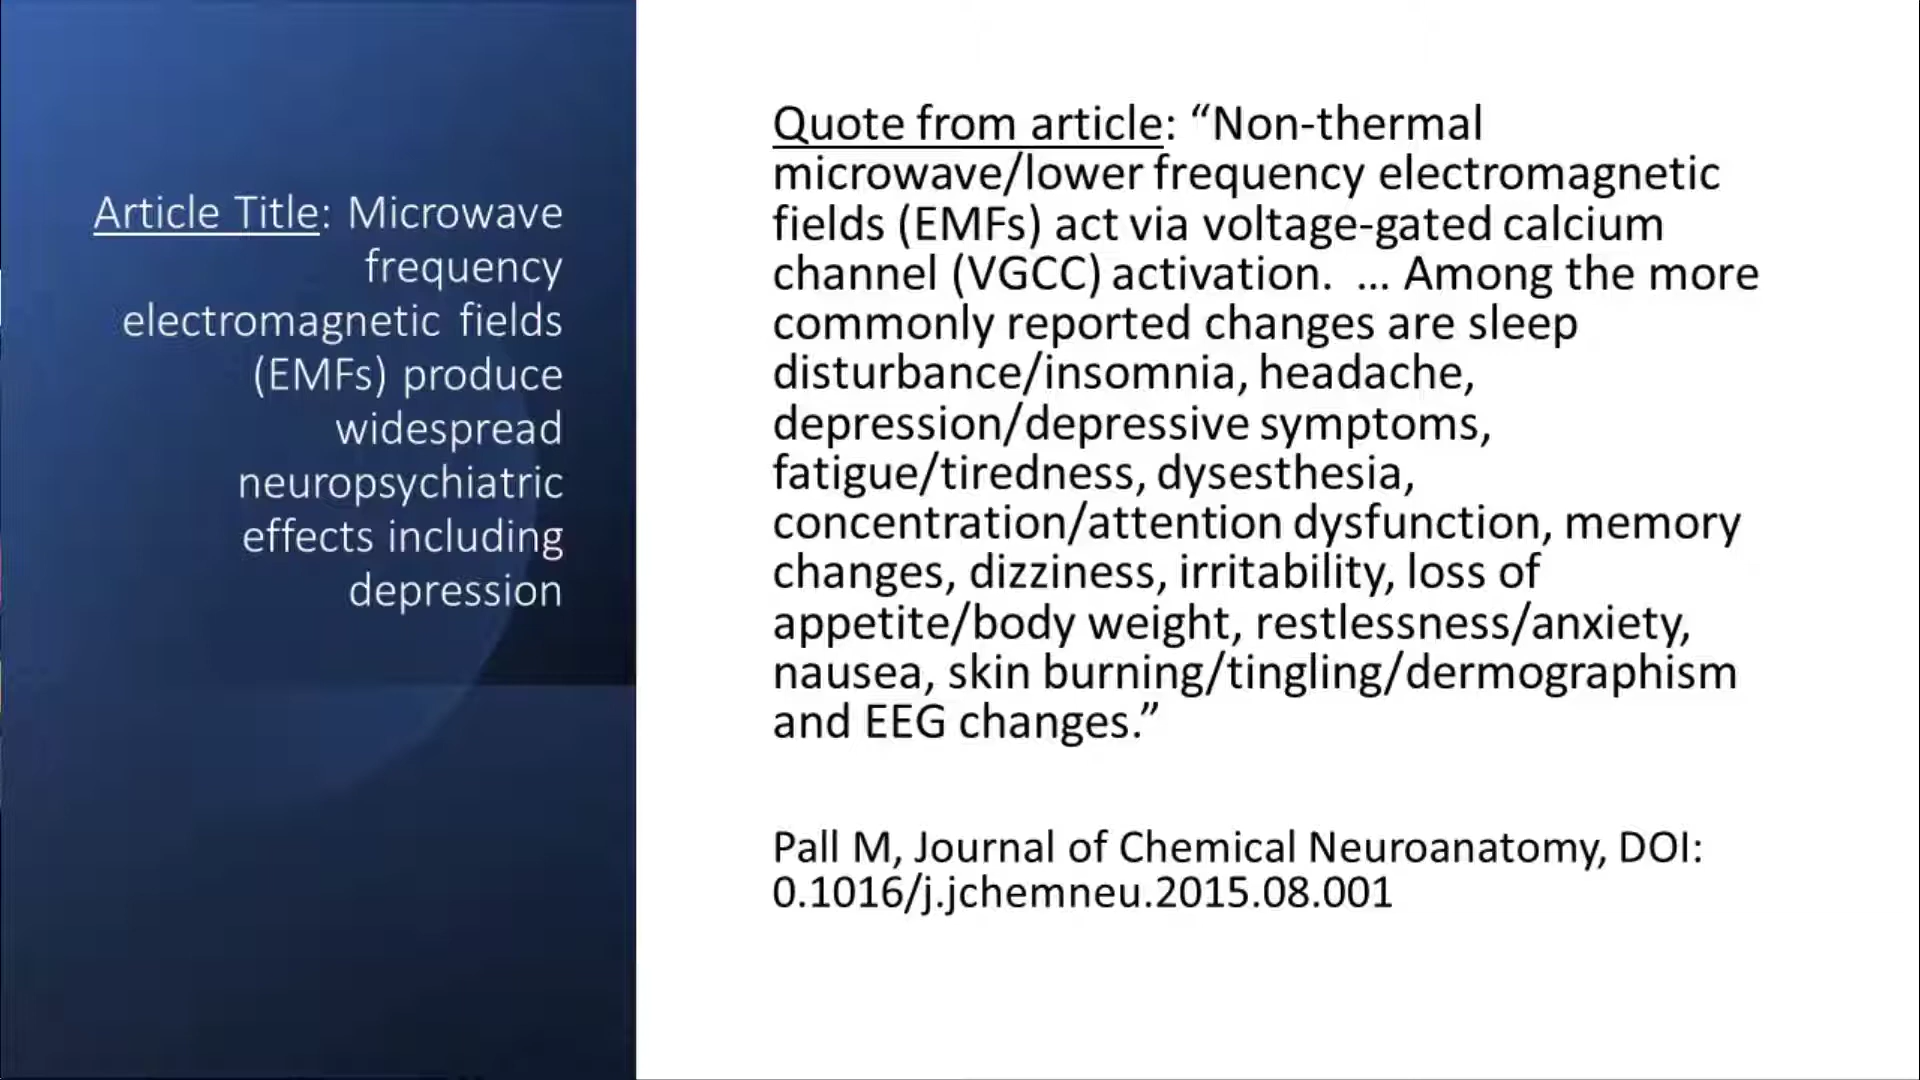 Article Title: Microwave
frequency
electromagnetic fields
(EMFs) produce
widespread
neuropsychiatric
effects including
depression
Quote from article: “Non-thermal
microwave/lower frequency electromagnetic
fields (EMFs) act via voltage-gated calcium
channel (VGCC) activation.  ... Among the more
commonly reported changes are sleep
disturbance/insomnia, headache,
depression/depressive symptoms,
fatigue/tiredness, dysesthesia,
concentration/attention dysfunction, memory
changes, dizziness, irritability, loss of
appetite/body weight, restlessness/anxiety,
nausea, skin burning/tingling/dermographism
and EEG changes.”
Pall M, Journal of Chemical Neuroanatomy, DOI:
0.1016/j.jchemneu.2015.08.001